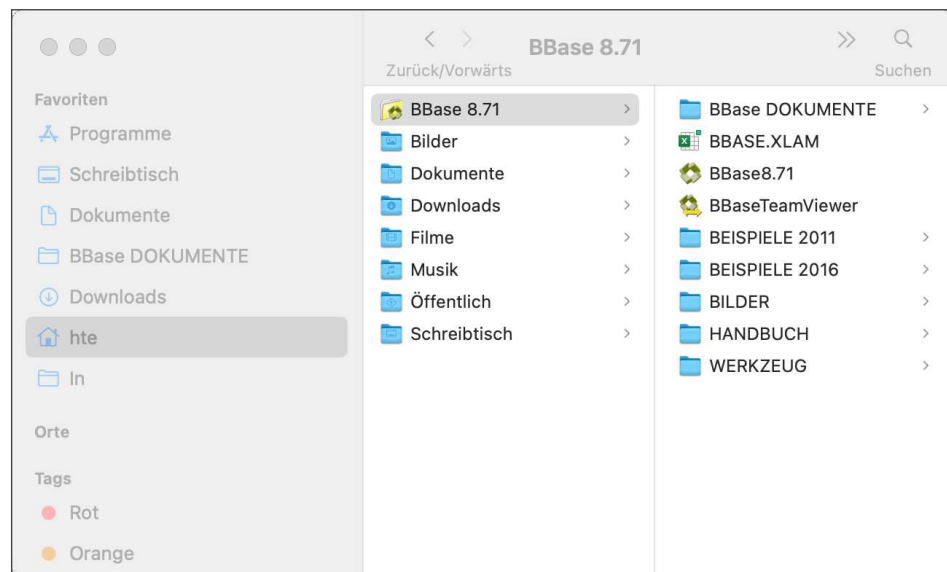 BBase 8.71
Zurück/Vorwärts
Suchen
Favoriten
Programme
Schreibtisch
Dokumente
BBase DOKUMENTE
Downloads
hte
In
Orte
Tags
Rot
Orange
BBase 8.71
Bilder
Dokumente
Downloads
Filme
Musik
Öffentlich
Schreibtisch
BBase DOKUMENTE
BBASE.XLAM
BBase8.71
BBaseTeamViewer
BEISPIELE 2011
BEISPIELE 2016
BILDER
HANDBUCH
WERKZEUG